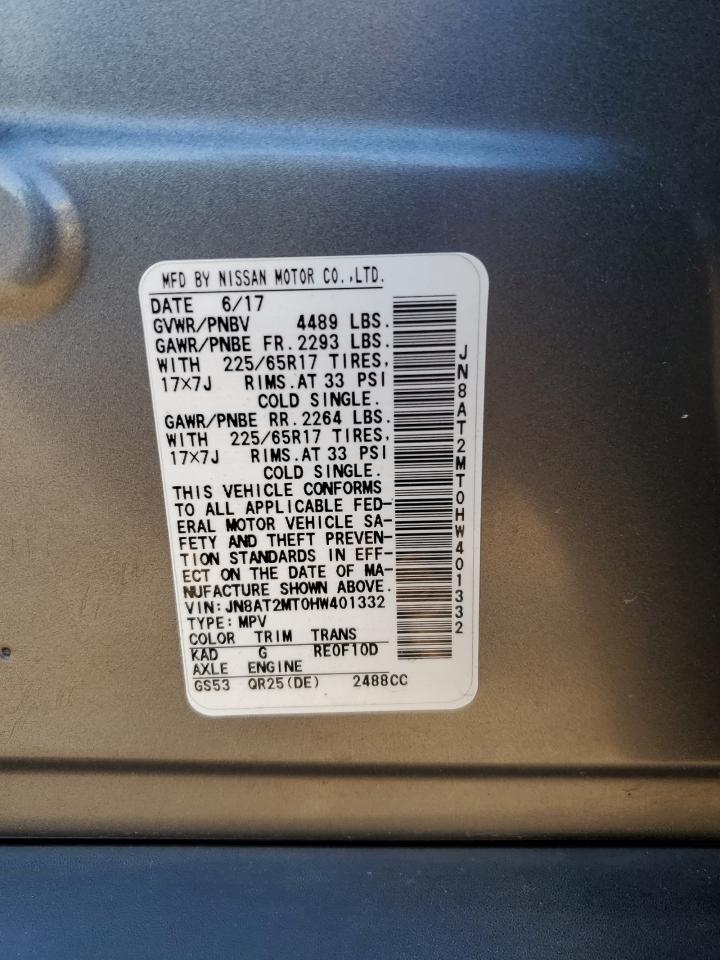 MFD BY NISSAN MOTOR CO.,LTD.
DATE 6/17
GVWR/PNBV 4489 LBS.
GAWR/PNBE FR. 2293 LBS.
WITH 225/65R17 TIRES,
17×7J RIMS. AT 33 PSI
COLD SINGLE.
GAWR/PNBE RR. 2264 LBS.
WITH 225/65R17 TIRES,
17×7J RIMS. AT 33 PSI
COLD SINGLE.
THIS VEHICLE CONFORMS
TO ALL APPLICABLE FED-
ERAL MOTOR VEHICLE SA-
FETY AND THEFT PREVEN-
TION STANDARDS IN EFF-
ECT ON THE DATE OF MA-
NUFACTURE SHOWN ABOVE.
VIN: JN8AT2MT0HW401332
TYPE: MPV
COLOR TRIM TRANS
KAD G RE0F10D
AXLE ENGINE
GS53 QR25(DE) 2488CC
JN8AT2MT0HW401332